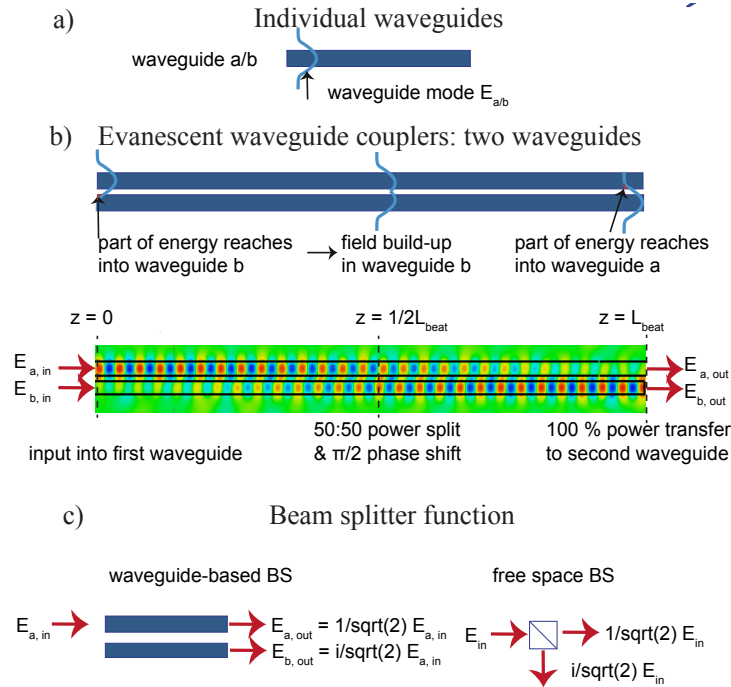 a) Individual waveguides
waveguide a/b
waveguide mode E_a/b
b) Evanescent waveguide couplers: two waveguides
part of energy reaches
into waveguide b
field build-up
in waveguide b
part of energy reaches
into waveguide a
z = 0
z = 1/2L_beat
z = L_beat
E_a, in
E_b, in
E_a, out
E_b, out
input into first waveguide
50:50 power split
& π/2 phase shift
100 % power transfer
to second waveguide
c) Beam splitter function
waveguide-based BS
free space BS
E_a, in
E_a, out = 1/sqrt(2) E_a, in
E_b, out = i/sqrt(2) E_a, in
E_in
1/sqrt(2) E_in
i/sqrt(2) E_in